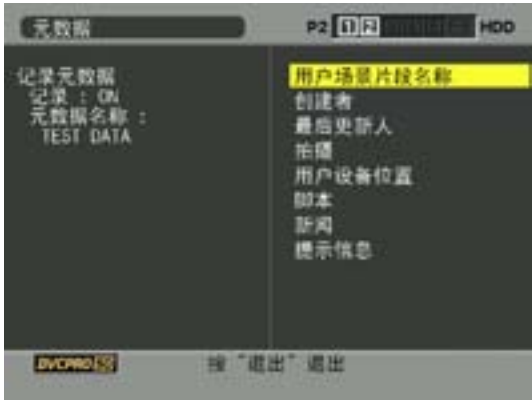 元数据
P2 1 2 HDD
记录元数据
记录 : ON
元数据名称 :
TEST DATA
用户场景片段名称
创建者
最后更新人
拍摄
用户设备位置
脚本
新闻
提示信息
DVCPRO
按 "退出" 退出